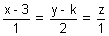 x - 3 / 1 = y - k / 2 = z / 1